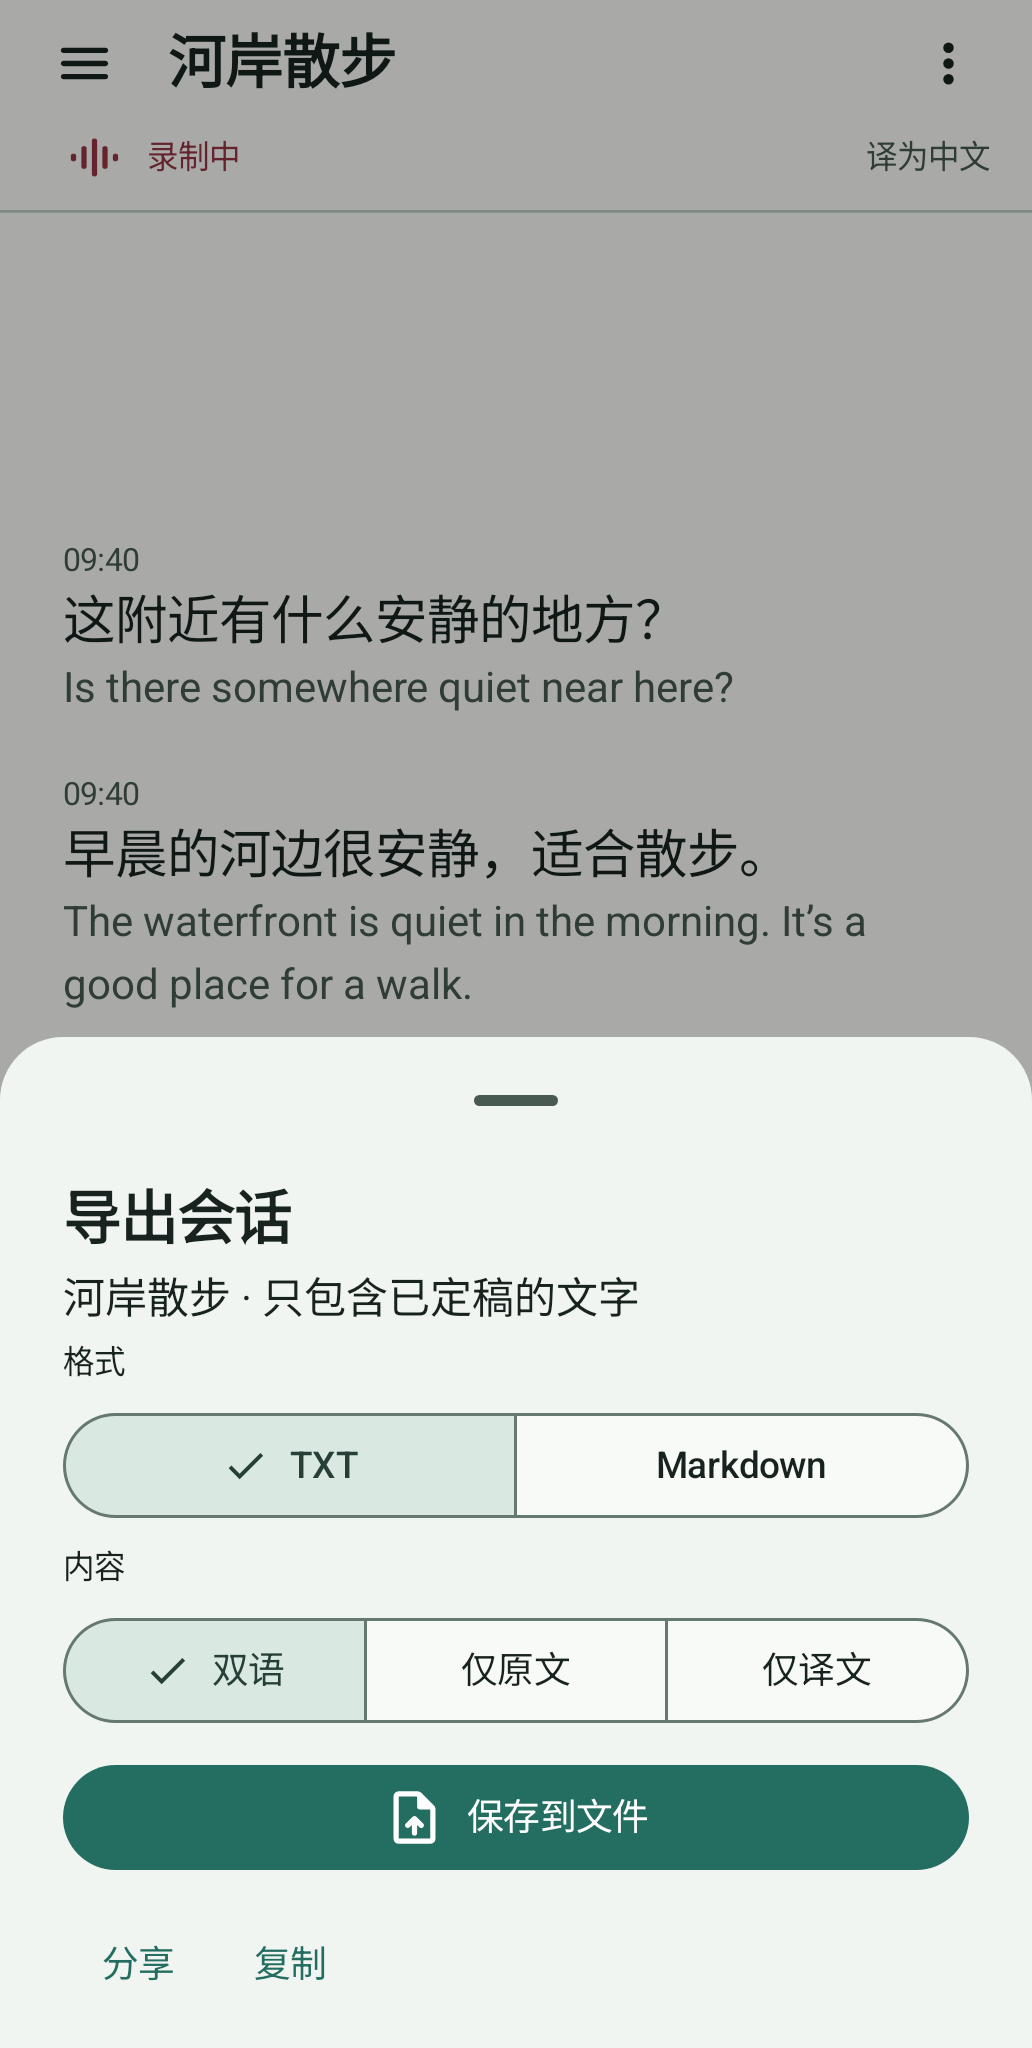 河岸散步
录制中
译为中文
09:40
这附近有什么安静的地方？
Is there somewhere quiet near here?
09:40
早晨的河边很安静，适合散步。
The waterfront is quiet in the morning. It’s a
good place for a walk.
导出会话
河岸散步 · 只包含已定稿的文字
格式
TXT
Markdown
内容
双语
仅原文
仅译文
保存到文件
分享
复制